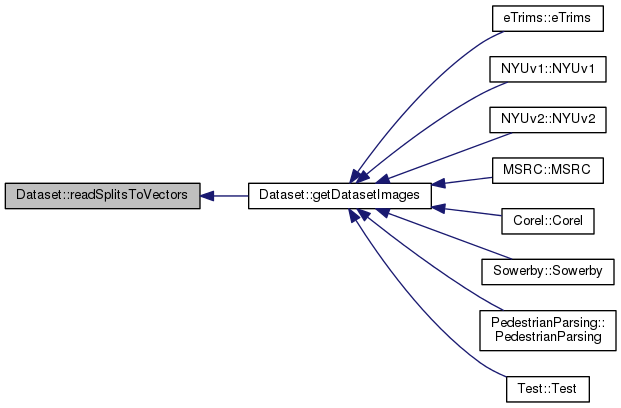 Dataset::readSplitsToVectors
Dataset::getDatasetImages
eTrims::eTrims
NYUv1::NYUv1
NYUv2::NYUv2
MSRC::MSRC
Corel::Corel
Sowerby::Sowerby
PedestrianParsing::
PedestrianParsing
Test::Test